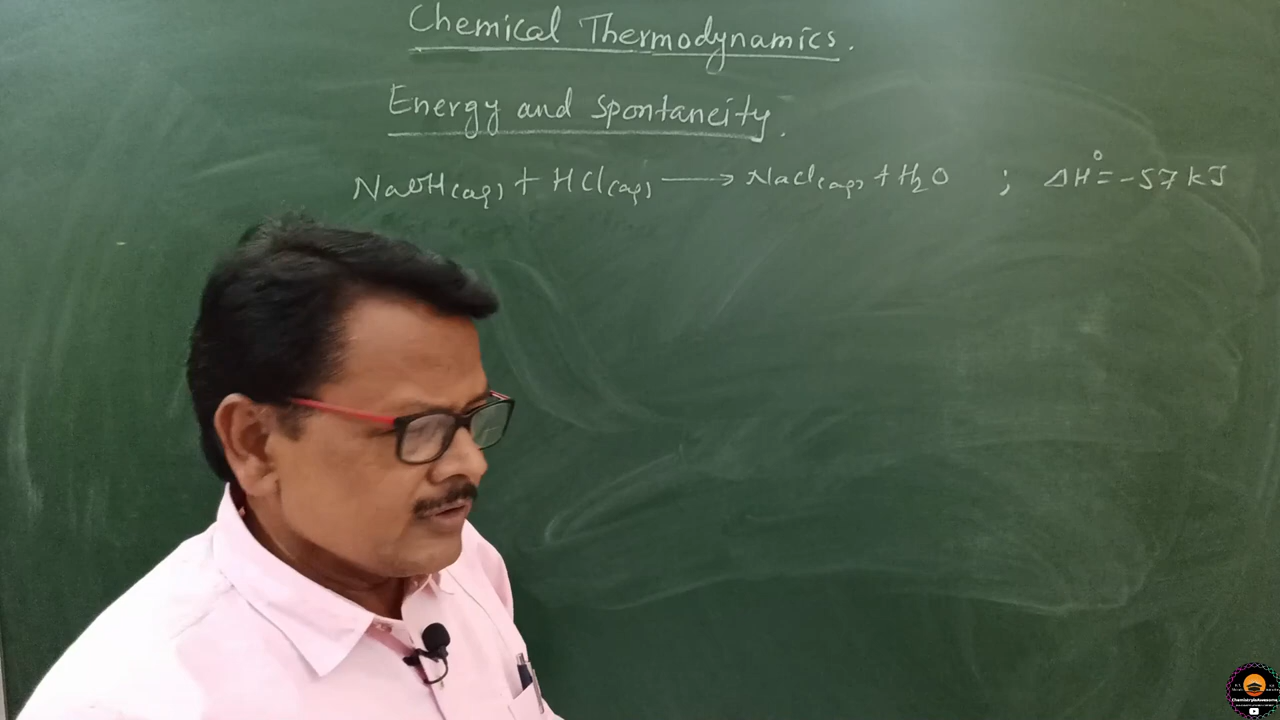 Chemical Thermodynamics.
Energy and Spontaneity.
NaOH(aq) + HCl(aq) ⟶ NaCl(aq) + H₂O ; ΔH° = -57 kJ